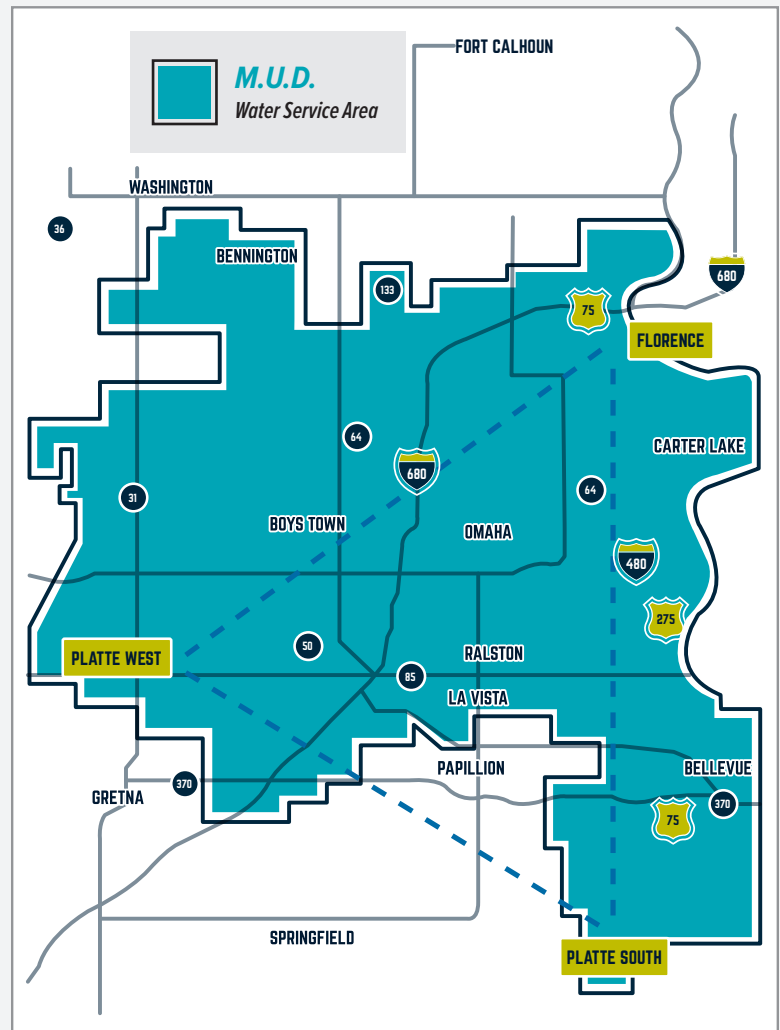 FORT CALHOUN
M.U.D.
Water Service Area
WASHINGTON
36
BENNINGTON
680
133
75
FLORENCE
64
CARTER LAKE
680
64
31
BOYS TOWN
OMAHA
480
275
50
RALSTON
PLATTE WEST
85
LA VISTA
PAPILLION
BELLEVUE
370
GRETNA
370
75
SPRINGFIELD
PLATTE SOUTH